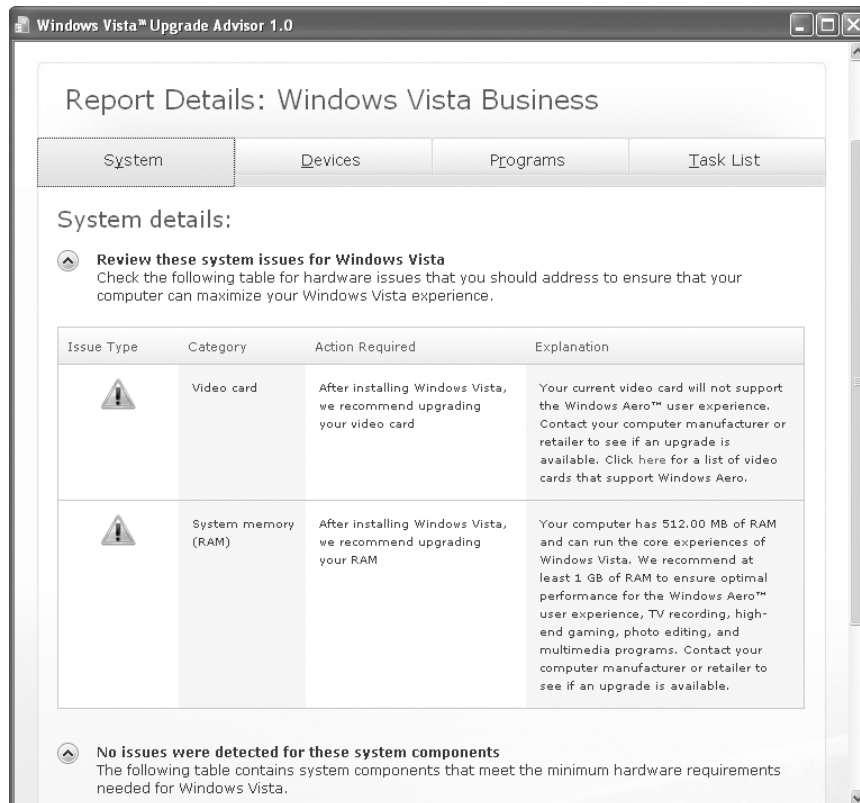 Windows Vista™ Upgrade Advisor 1.0
Report Details: Windows Vista Business
System
Devices
Programs
Task List
System details:
Review these system issues for Windows Vista
Check the following table for hardware issues that you should address to ensure that your
computer can maximize your Windows Vista experience.
Issue Type
Category
Action Required
Explanation
Video card
After installing Windows Vista,
we recommend upgrading
your video card
Your current video card will not support
the Windows Aero™ user experience.
Contact your computer manufacturer or
retailer to see if an upgrade is
available. Click here for a list of video
cards that support Windows Aero.
System memory
(RAM)
After installing Windows Vista,
we recommend upgrading
your RAM
Your computer has 512.00 MB of RAM
and can run the core experiences of
Windows Vista. We recommend at
least 1 GB of RAM to ensure optimal
performance for the Windows Aero™
user experience, TV recording, high-
end gaming, photo editing, and
multimedia programs. Contact your
computer manufacturer or retailer to
see if an upgrade is available.
No issues were detected for these system components
The following table contains system components that meet the minimum hardware requirements
needed for Windows Vista.